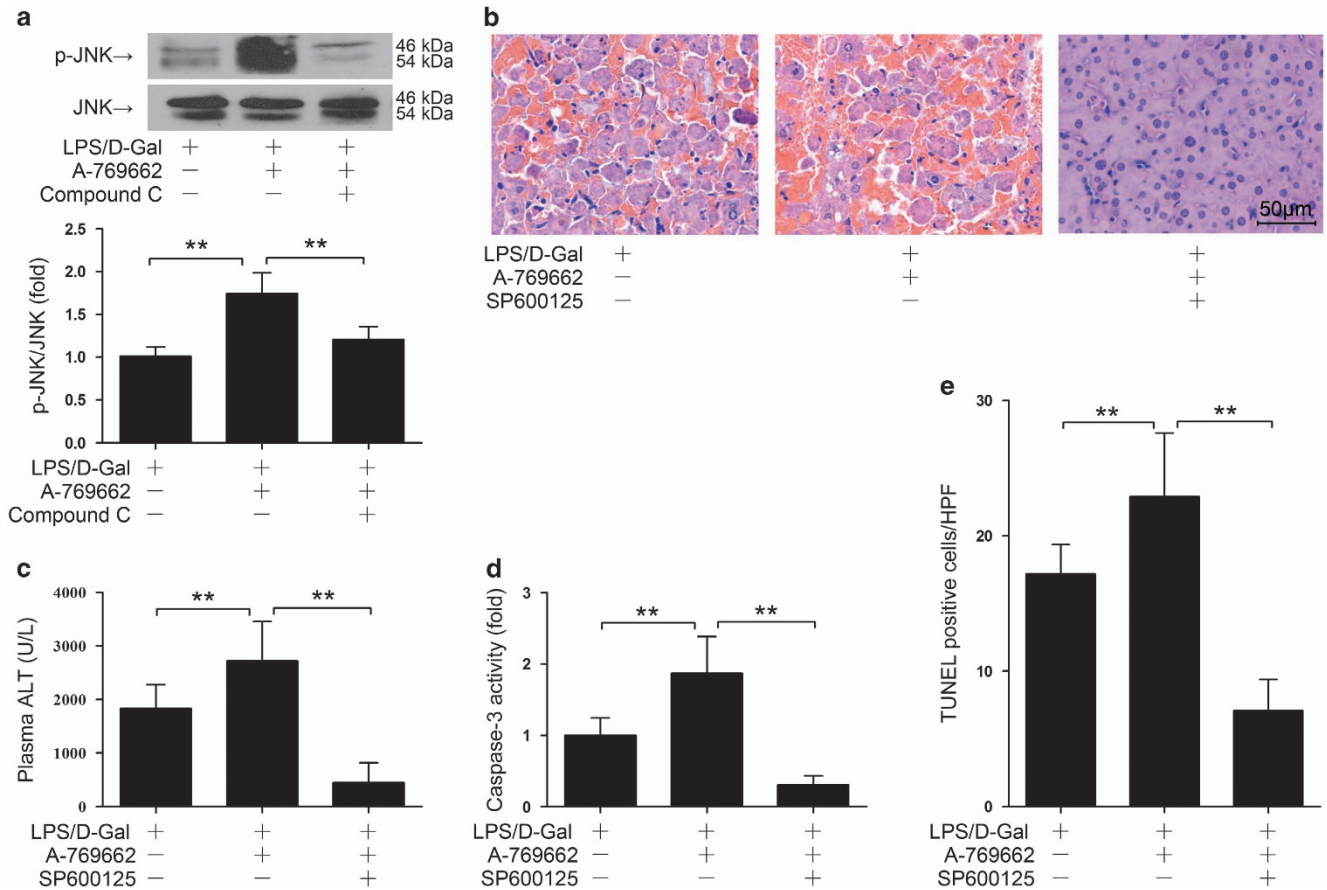 a
p-JNK→
46 kDa
54 kDa
JNK→
46 kDa
54 kDa
LPS/D-Gal + + +
A-769662 — + +
Compound C — — +
p-JNK/JNK (fold)
2.5
2.0
1.5
1.0
0.5
0.0
** **
LPS/D-Gal + + +
A-769662 — + +
Compound C — — +
b
50μm
LPS/D-Gal + + +
A-769662 — + +
SP600125 — — +
c
Plasma ALT (U/L)
4000
3000
2000
1000
0
** **
LPS/D-Gal + + +
A-769662 — + +
SP600125 — — +
d
Caspase-3 activity (fold)
3
2
1
0
** **
LPS/D-Gal + + +
A-769662 — + +
SP600125 — — +
e
TUNEL positive cells/HPF
30
20
10
0
** **
LPS/D-Gal + + +
A-769662 — + +
SP600125 — — +